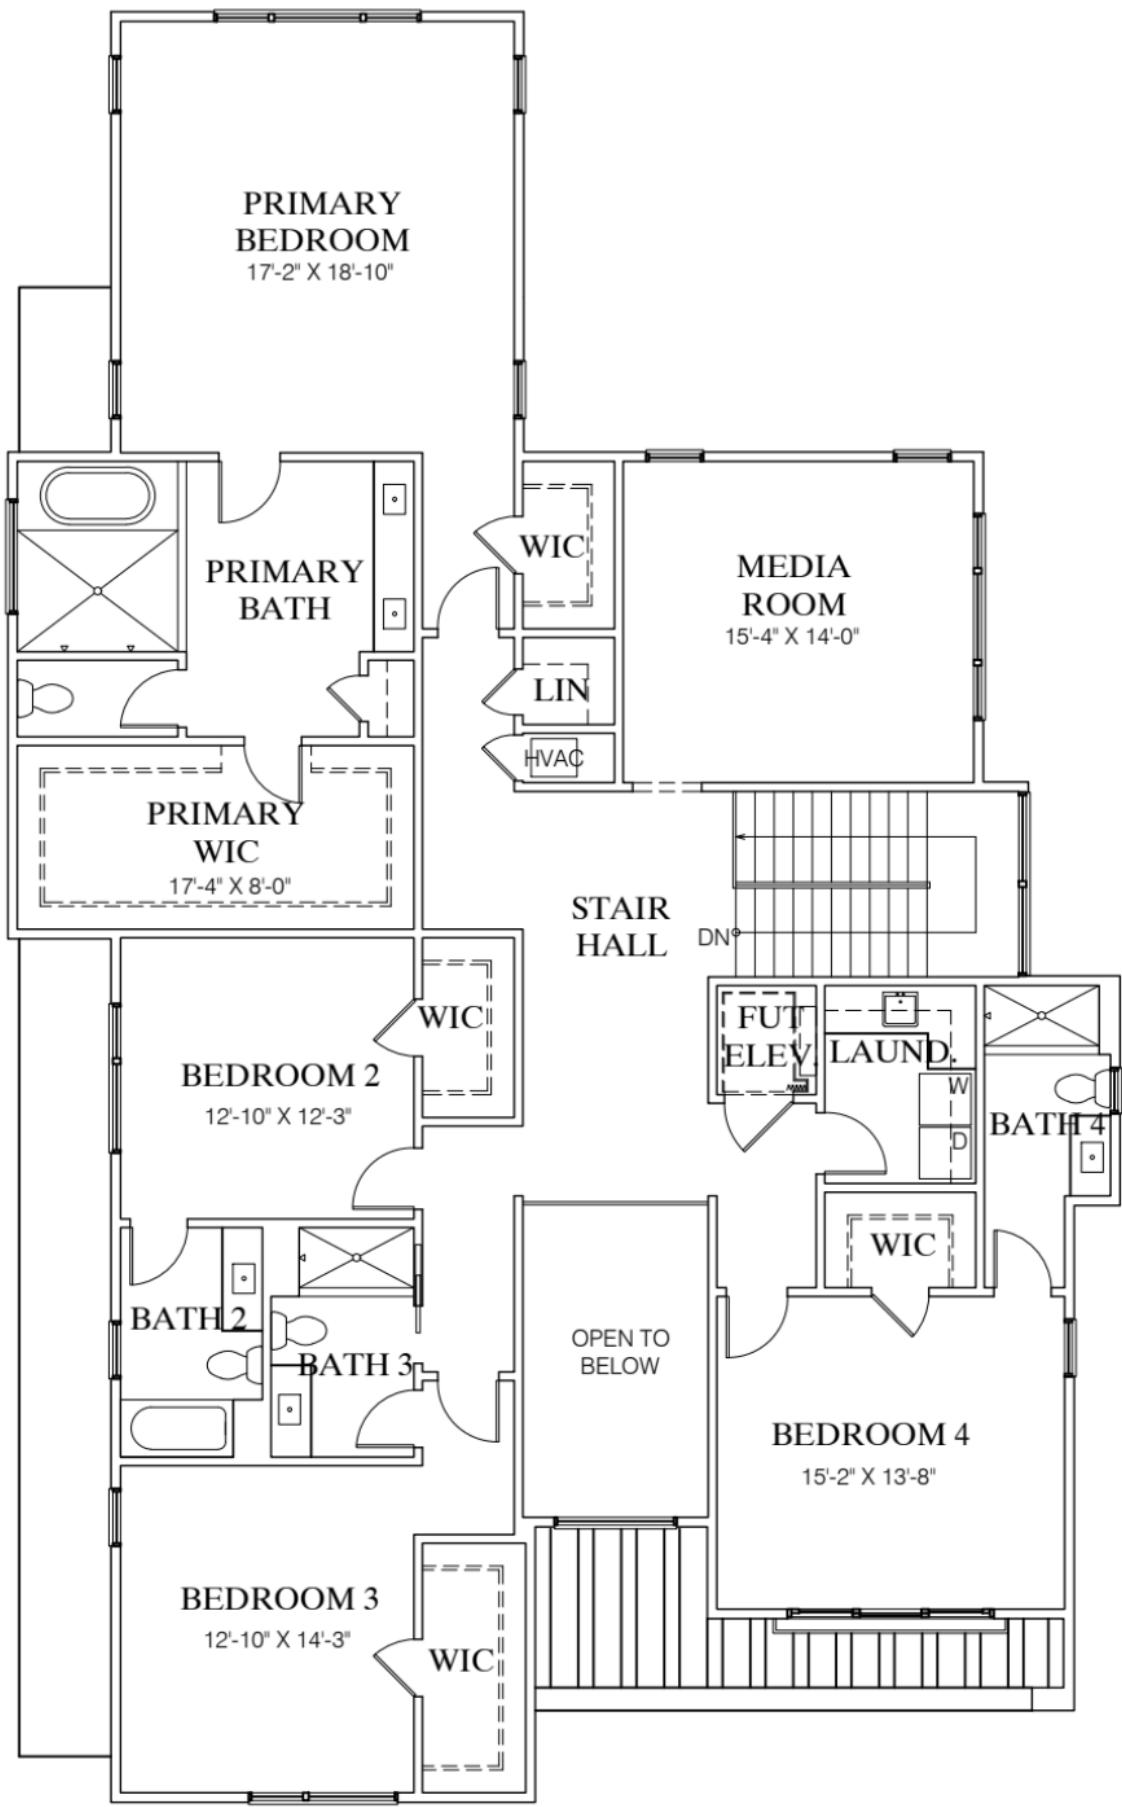 PRIMARY
BEDROOM
17'-2" X 18'-10"
WIC
MEDIA
ROOM
15'-4" X 14'-0"
PRIMARY
BATH
LIN
HVAC
PRIMARY
WIC
17'-4" X 8'-0"
STAIR
HALL
DN
WIC
FUT
ELEV.
LAUND.
W
D
BATH 4
BEDROOM 2
12'-10" X 12'-3"
WIC
BATH 2
BATH 3
OPEN TO
BELOW
BEDROOM 4
15'-2" X 13'-8"
BEDROOM 3
12'-10" X 14'-3"
WIC